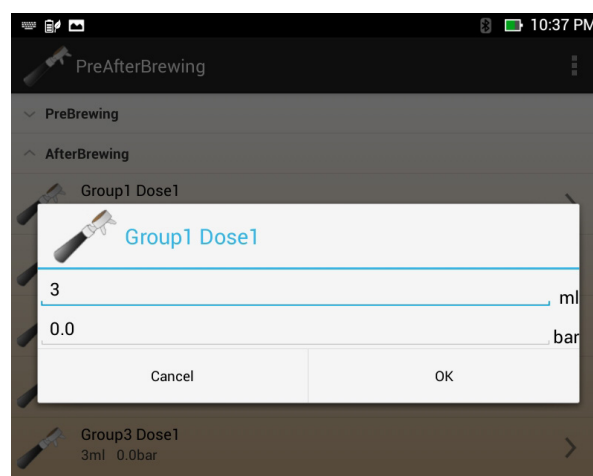 10:37 PM
PreAfterBrewing
PreBrewing
AfterBrewing
Group1 Dose1
Group1 Dose1
3 ml
0.0 bar
Cancel OK
Group3 Dose1
3ml 0.0bar